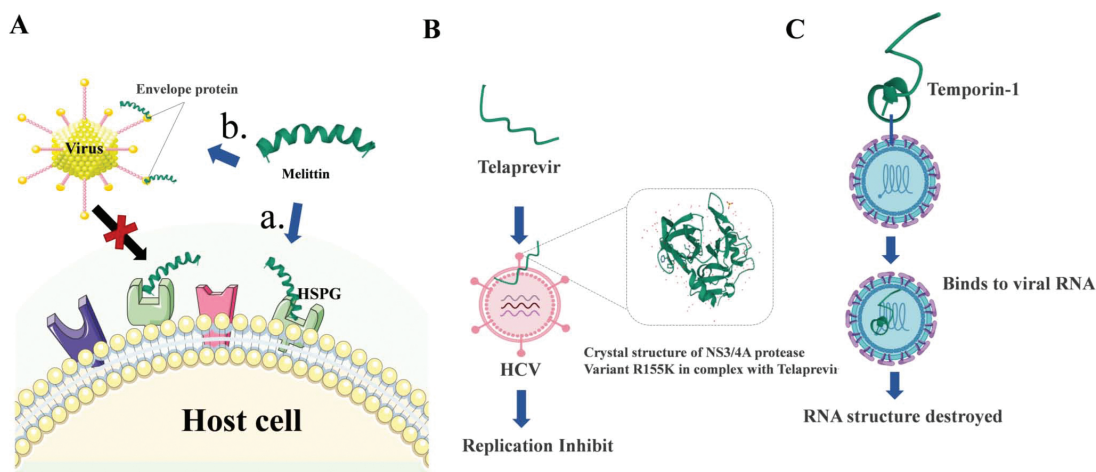 A
Envelope protein
Virus
b.
Melittin
a.
HSPG
Host cell
B
Telaprevir
HCV
Crystal structure of NS3/4A protease
Variant R155K in complex with Telaprevir
Replication Inhibit
C
Temporin-1
Binds to viral RNA
RNA structure destroyed